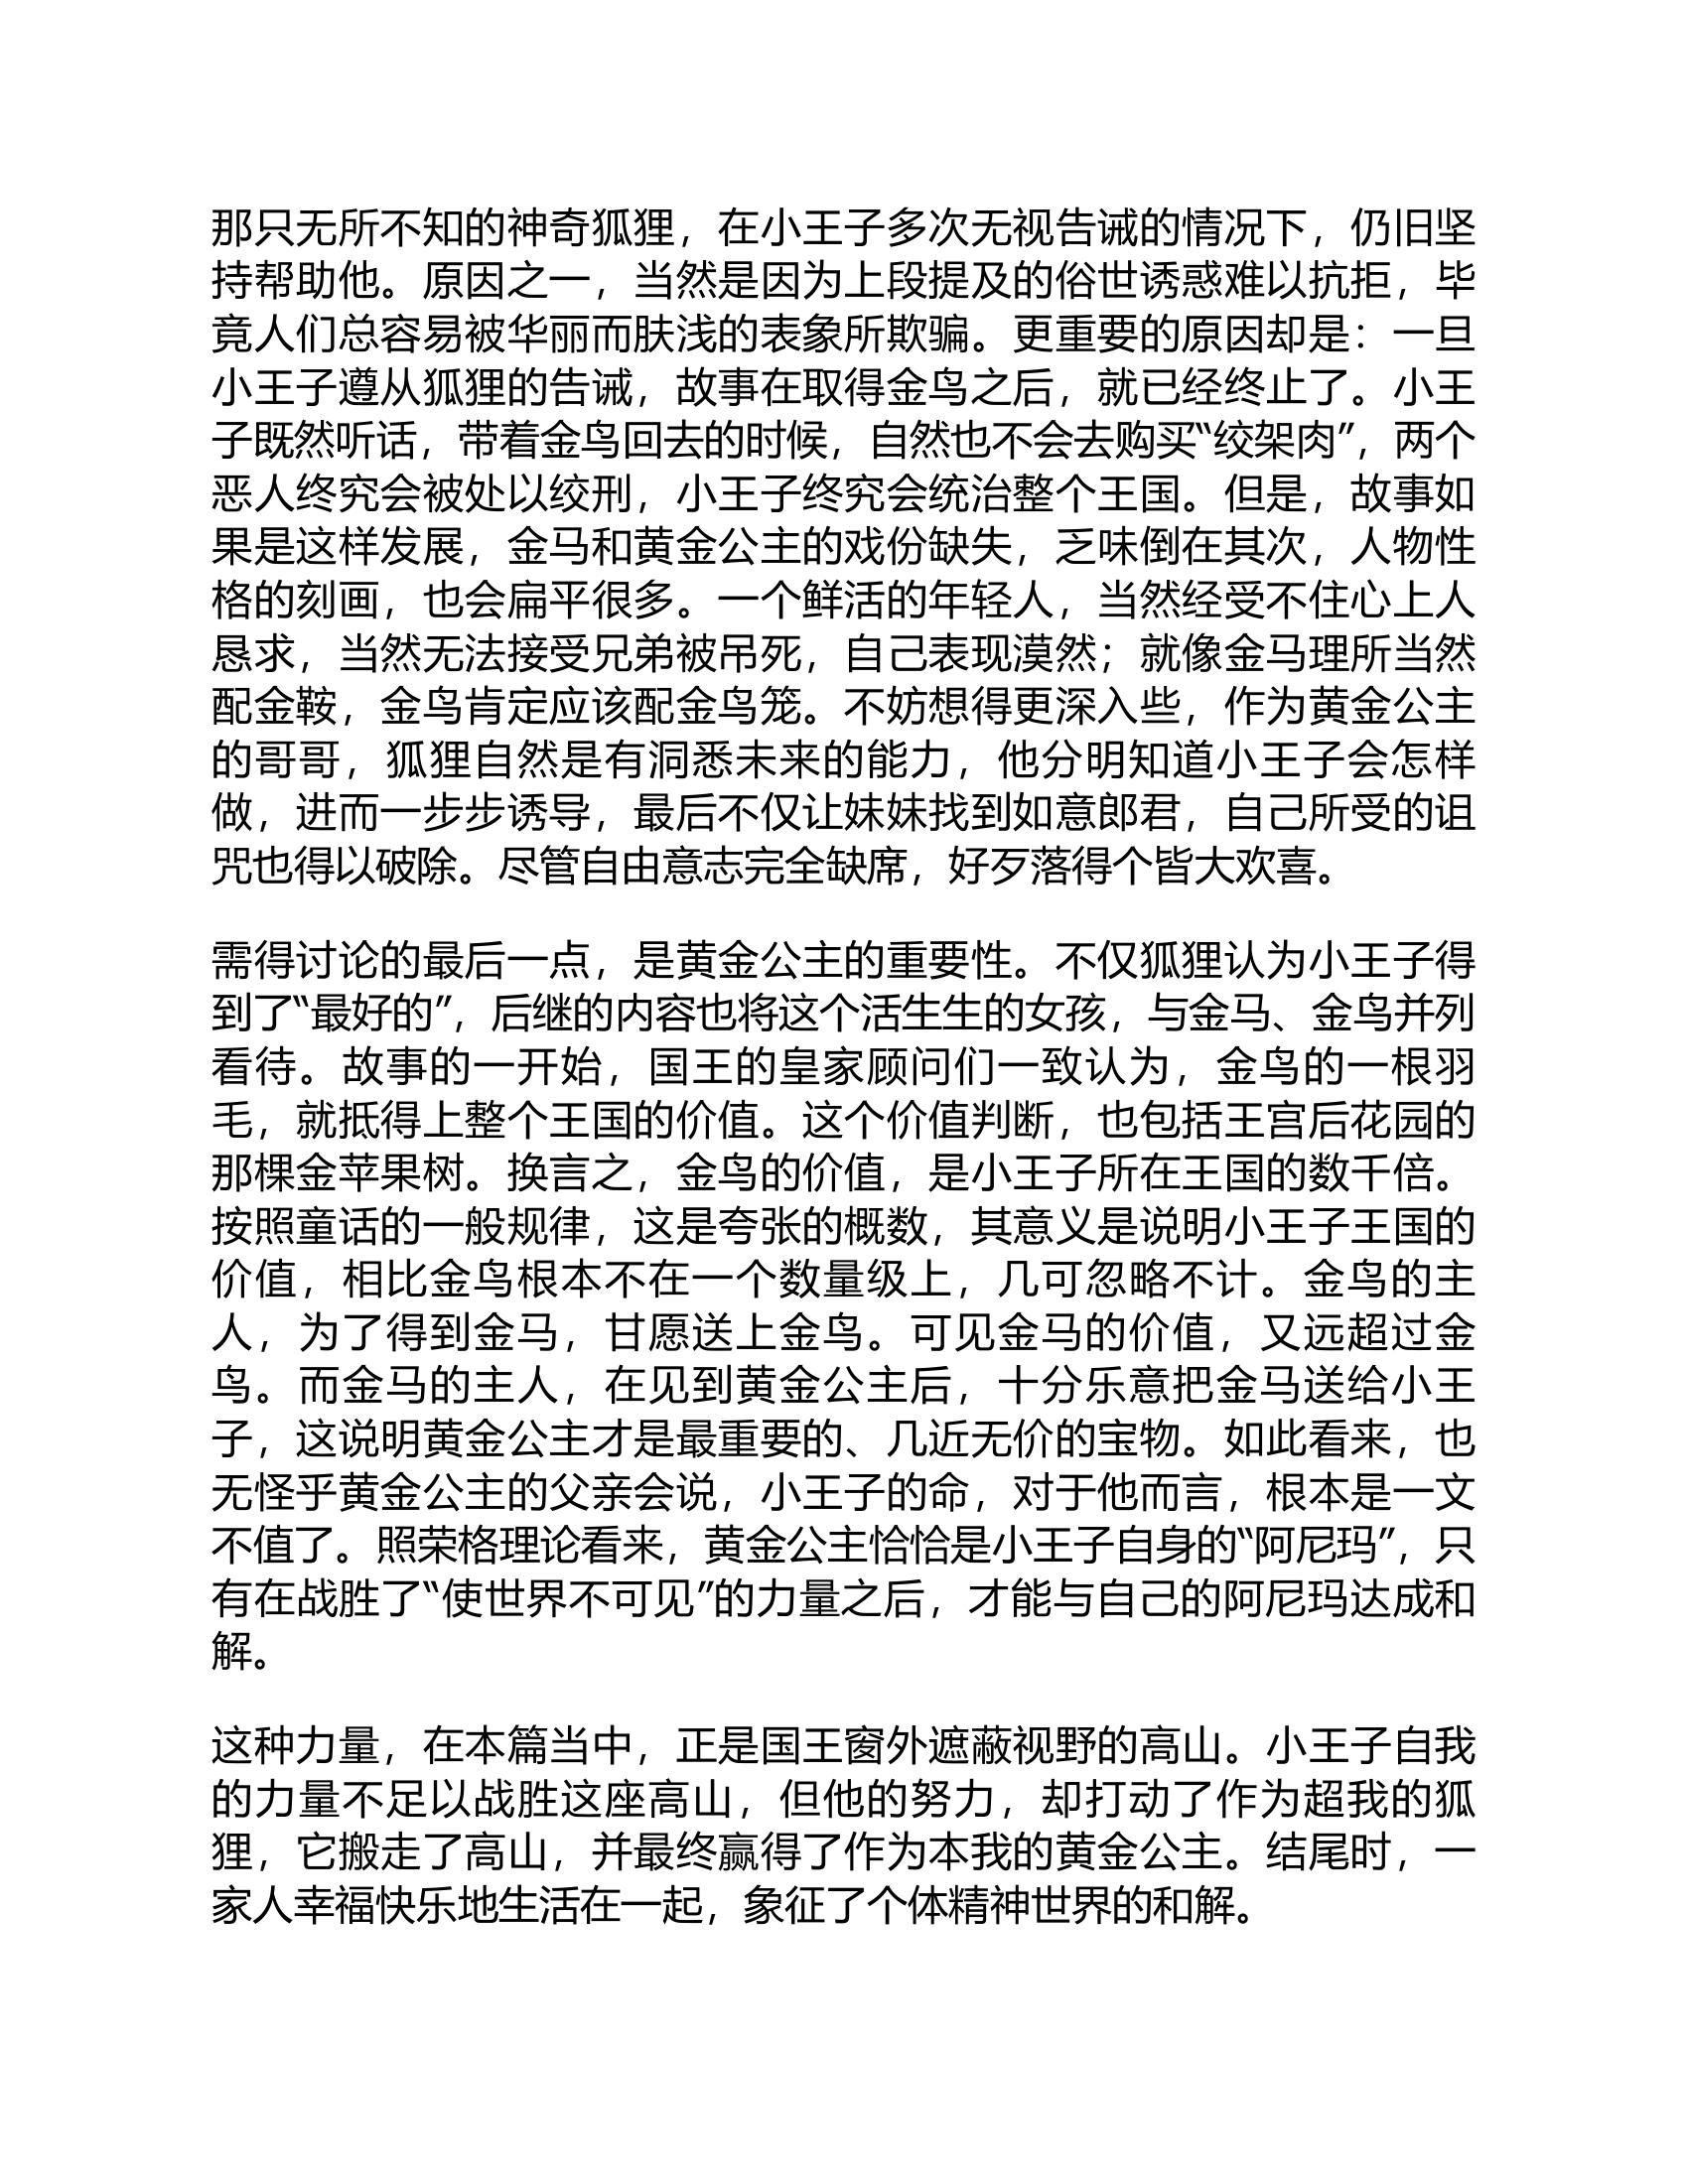 那只无所不知的神奇狐狸，在小王子多次无视告诫的情况下，仍旧坚
持帮助他。原因之一，当然是因为上段提及的俗世诱惑难以抗拒，毕
竟人们总容易被华丽而肤浅的表象所欺骗。更重要的原因却是：一旦
小王子遵从狐狸的告诫，故事在取得金鸟之后，就已经终止了。小王
子既然听话，带着金鸟回去的时候，自然也不会去购买“绞架肉”，两个
恶人终究会被处以绞刑，小王子终究会统治整个王国。但是，故事如
果是这样发展，金马和黄金公主的戏份缺失，乏味倒在其次，人物性
格的刻画，也会扁平很多。一个鲜活的年轻人，当然经受不住心上人
恳求，当然无法接受兄弟被吊死，自己表现漠然；就像金马理所当然
配金鞍，金鸟肯定应该配金鸟笼。不妨想得更深入些，作为黄金公主
的哥哥，狐狸自然是有洞悉未来的能力，他分明知道小王子会怎样
做，进而一步步诱导，最后不仅让妹妹找到如意郎君，自己所受的诅
咒也得以破除。尽管自由意志完全缺席，好歹落得个皆大欢喜。
需得讨论的最后一点，是黄金公主的重要性。不仅狐狸认为小王子得
到了“最好的”，后继的内容也将这个活生生的女孩，与金马、金鸟并列
看待。故事的一开始，国王的皇家顾问们一致认为，金鸟的一根羽
毛，就抵得上整个王国的价值。这个价值判断，也包括王宫后花园的
那棵金苹果树。换言之，金鸟的价值，是小王子所在王国的数千倍。
按照童话的一般规律，这是夸张的概数，其意义是说明小王子王国的
价值，相比金鸟根本不在一个数量级上，几可忽略不计。金鸟的主
人，为了得到金马，甘愿送上金鸟。可见金马的价值，又远超过金
鸟。而金马的主人，在见到黄金公主后，十分乐意把金马送给小王
子，这说明黄金公主才是最重要的、几近无价的宝物。如此看来，也
无怪乎黄金公主的父亲会说，小王子的命，对于他而言，根本是一文
不值了。照荣格理论看来，黄金公主恰恰是小王子自身的“阿尼玛”，只
有在战胜了“使世界不可见”的力量之后，才能与自己的阿尼玛达成和
解。
这种力量，在本篇当中，正是国王窗外遮蔽视野的高山。小王子自我
的力量不足以战胜这座高山，但他的努力，却打动了作为超我的狐
狸，它搬走了高山，并最终赢得了作为本我的黄金公主。结尾时，一
家人幸福快乐地生活在一起，象征了个体精神世界的和解。